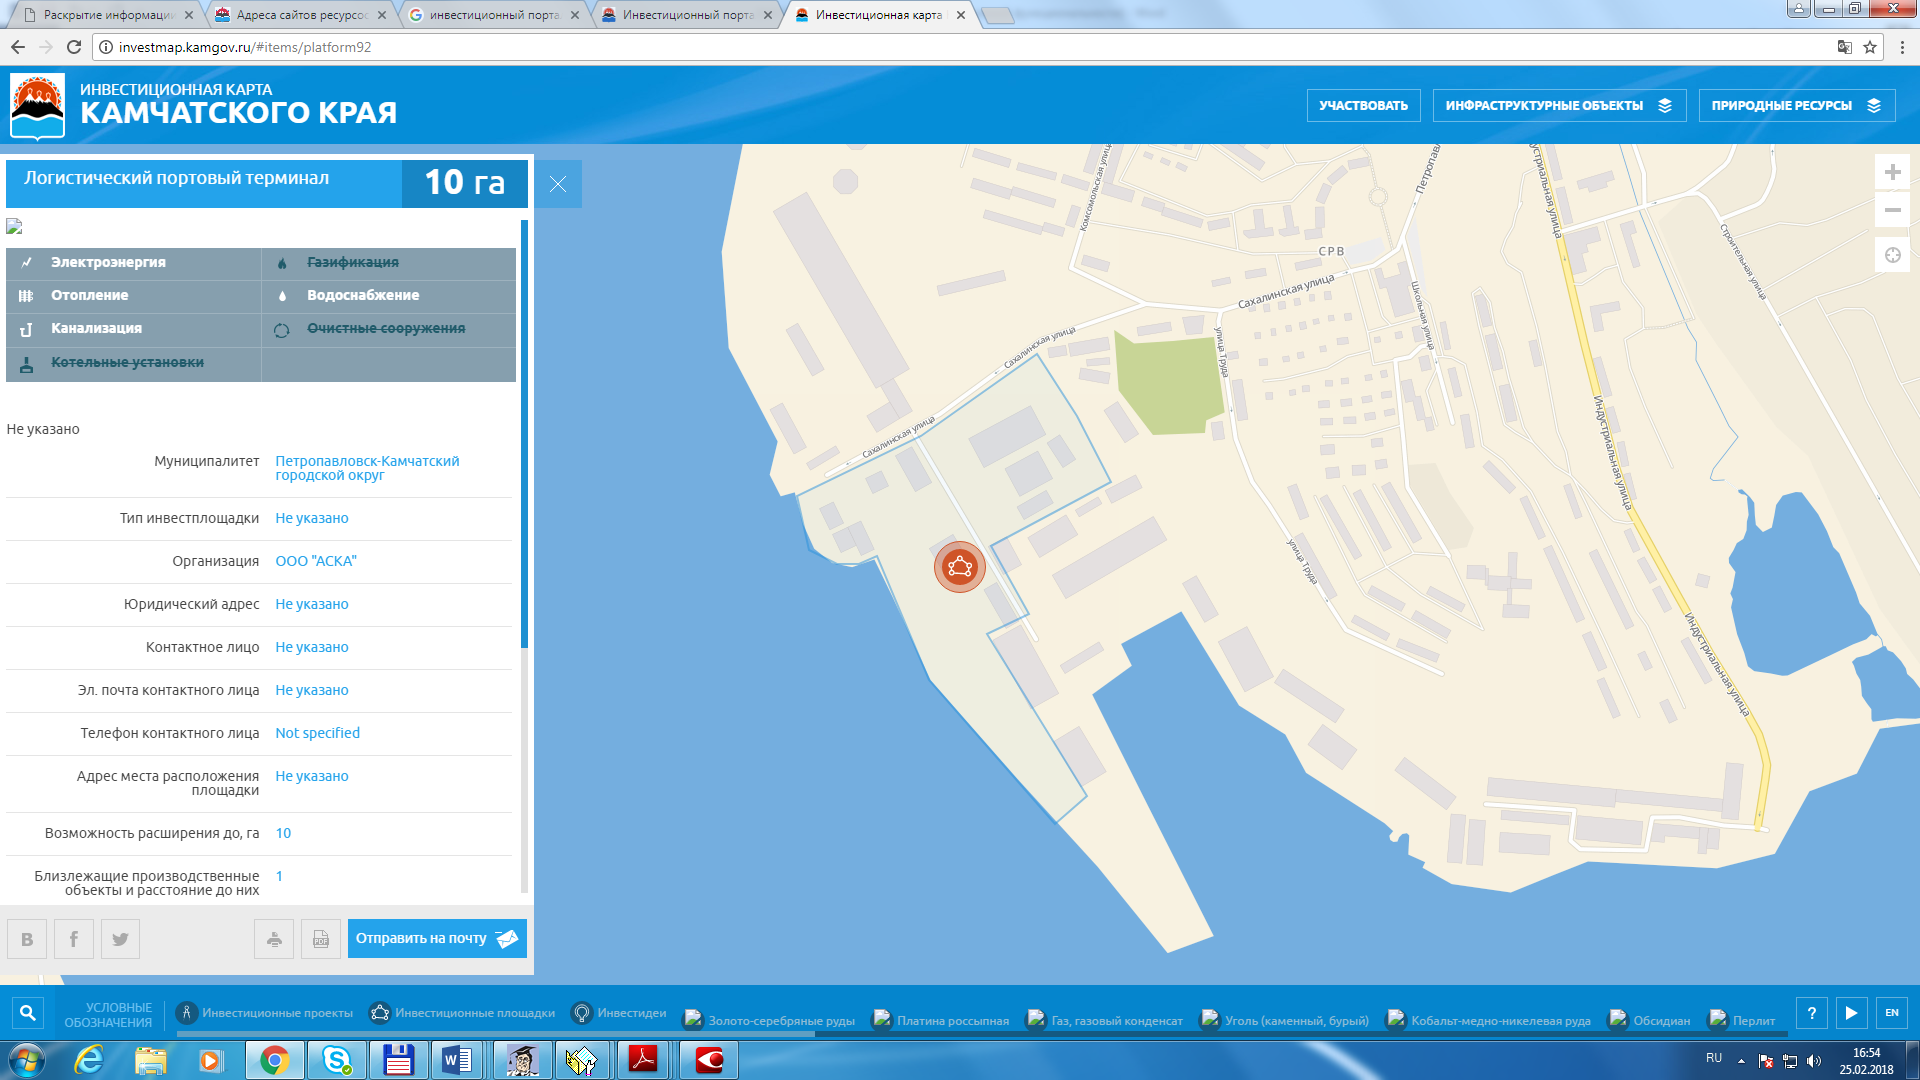 Раскрытие информации
Адреса сайтов ресурсос
инвестиционный порта
Инвестиционный порта
Инвестиционная карта
investmap.kamgov.ru/#items/platform92
ИНВЕСТИЦИОННАЯ КАРТА
КАМЧАТСКОГО КРАЯ
УЧАСТВОВАТЬ
ИНФРАСТРУКТУРНЫЕ ОБЪЕКТЫ
ПРИРОДНЫЕ РЕСУРСЫ
Логистический портовый терминал
10 га
Электроэнергия
Газификация
Отопление
Водоснабжение
Канализация
Очистные сооружения
Котельные установки
Не указано
Муниципалитет
Петропавловск-Камчатский
городской округ
Тип инвестплощадки
Не указано
Организация
ООО "АСКА"
Юридический адрес
Не указано
Контактное лицо
Не указано
Эл. почта контактного лица
Не указано
Телефон контактного лица
Not specified
Адрес места расположения
площадки
Не указано
Возможность расширения до, га
10
Близлежащие производственные
объекты и расстояние до них
1
B
f
PDF
Отправить на почту
Комсомольская улица
Петропавл
СРВ
Сахалинская улица
Сахалинская улица
Сахалинская улица
улица Труда
улица Труда
Школьная улица
Индустриальная улица
Индустриальная улица
Индустриальная улица
Строительная улица
УСЛОВНЫЕ
ОБОЗНАЧЕНИЯ
Инвестиционные проекты
Инвестиционные площадки
Инвестидеи
Золото-серебряные руды
Платина россыпная
Газ, газовый конденсат
Уголь (каменный, бурый)
Кобальт-медно-никелевая руда
Обсидиан
Перлит
?
EN
RU
16:54
25.02.2018